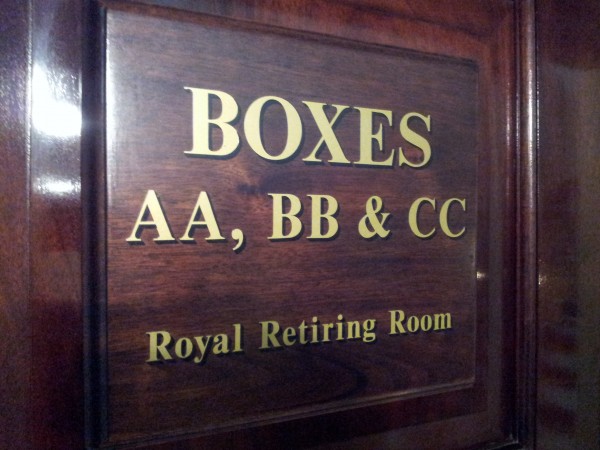 BOXES
AA, BB & CC
Royal Retiring Room